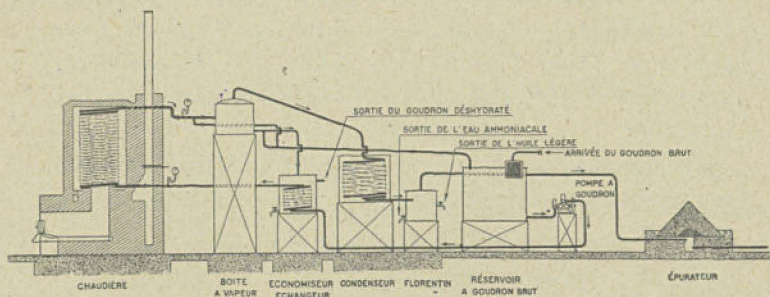 SORTIE DU GOUDRON DÉSHYDRATÉ
SORTIE DE L'EAU AMMONIACALE
SORTIE DE L'HUILE LÉGÈRE
ARRIVÉE DU GOUDRON BRUT
POMPE A
GOUDRON
CHAUDIÈRE
BOITE
A VAPEUR
ECONOMISEUR
ECHANGEUR
CONDENSEUR
FLORENTIN
RÉSERVOIR
A GOUDRON BRUT
ÉPURATEUR